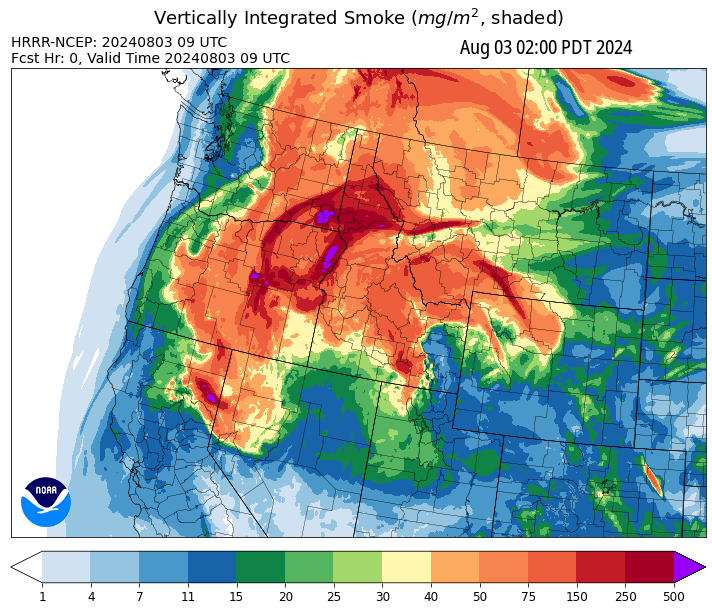 Vertically Integrated Smoke (mg/m², shaded)
HRRR-NCEP: 20240803 09 UTC
Aug 03 02:00 PDT 2024
Fcst Hr: 0, Valid Time 20240803 09 UTC
NOAA
1 4 7 11 15 20 25 30 40 50 75 150 250 500